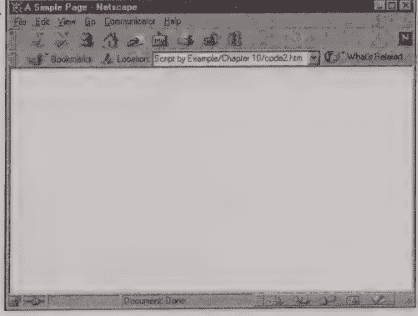 A Simple Page - Netscape
File Edit View Go Communicator Help
Bookmarks Location: Script by Example/Chapter 10/code2.htm What's Related
Document: Done